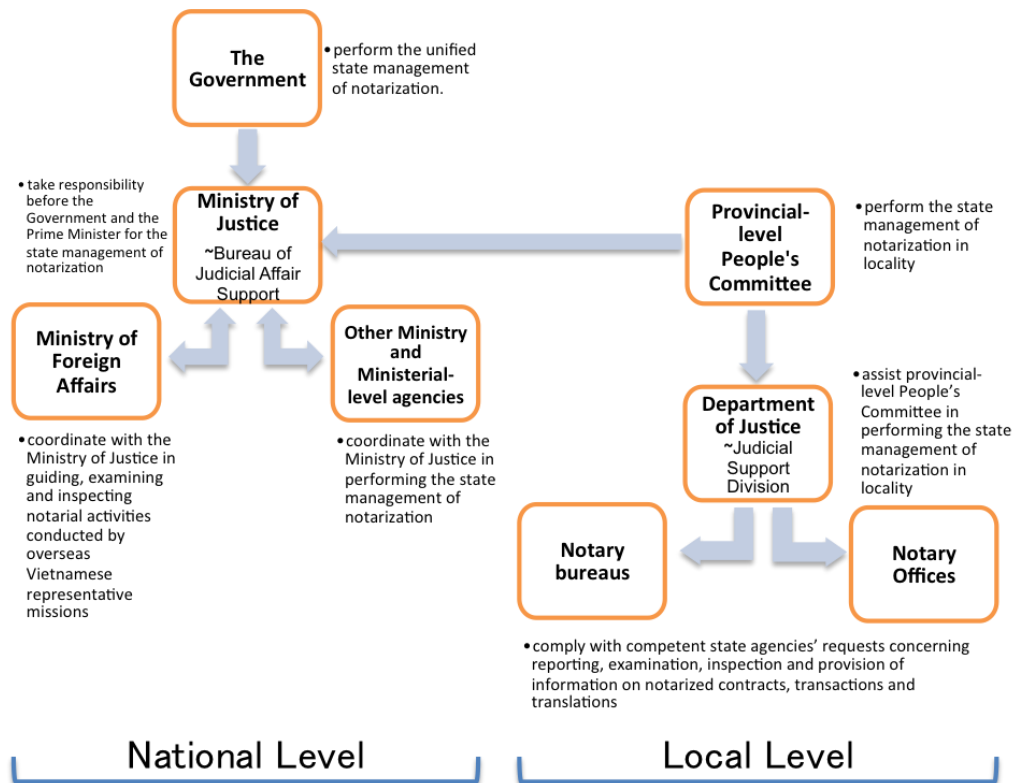 The
Government
•perform the unified
state management
of notarization.
•take responsibility
before the
Government and the
Prime Minister for the
state management of
notarization
Ministry of
Justice
~Bureau of
Judicial Affair
Support
Provincial-
level
People's
Committee
•perform the state
management of
notarization in
locality
Ministry of
Foreign
Affairs
Other Ministry
and
Ministerial-
level agencies
•coordinate with the
Ministry of Justice in
guiding, examining
and inspecting
notarial activities
conducted by
overseas
Vietnamese
representative
missions
•coordinate with the
Ministry of Justice in
performing the state
management of
notarization
Department
of Justice
~Judicial
Support
Division
•assist provincial-
level People’s
Committee in
performing the state
management of
notarization in
locality
Notary
bureaus
Notary
Offices
•comply with competent state agencies’ requests concerning
reporting, examination, inspection and provision of
information on notarized contracts, transactions and
translations
National Level
Local Level